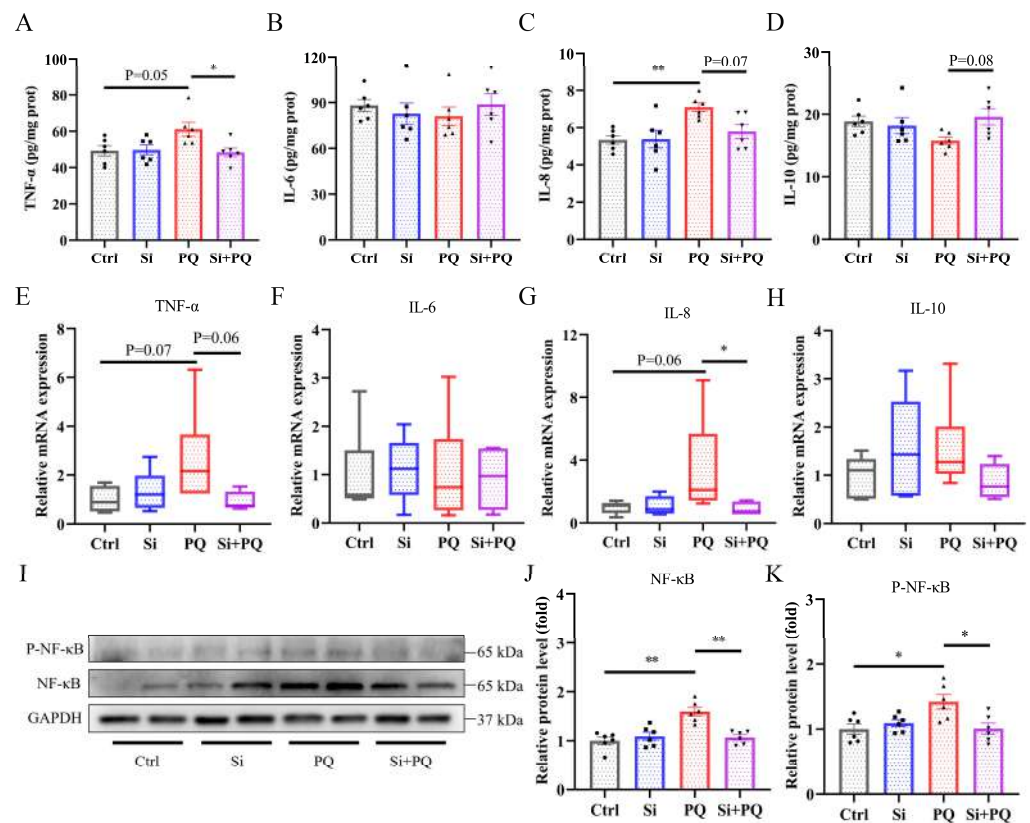 A
TNF-α (pg/mg prot)
100
80
60
40
20
0
P=0.05
*
Ctrl Si PQ Si+PQ
B
IL-6 (pg/mg prot)
120
90
60
30
0
Ctrl Si PQ Si+PQ
C
IL-8 (pg/mg prot)
10
8
6
4
2
0
**
P=0.07
Ctrl Si PQ Si+PQ
D
IL-10 (pg/mg prot)
30
20
10
0
P=0.08
Ctrl Si PQ Si+PQ
E
TNF-α
Relative mRNA expression
8
6
4
2
0
P=0.07
P=0.06
Ctrl Si PQ Si+PQ
F
IL-6
Relative mRNA expression
4
3
2
1
0
Ctrl Si PQ Si+PQ
G
IL-8
Relative mRNA expression
12
9
6
3
0
P=0.06
*
Ctrl Si PQ Si+PQ
H
IL-10
Relative mRNA expression
4
3
2
1
0
Ctrl Si PQ Si+PQ
I
P-NF-κB
65 kDa
NF-κB
65 kDa
GAPDH
37 kDa
Ctrl Si PQ Si+PQ
J
NF-κB
Relative protein level (fold)
4
3
2
1
0
**
**
Ctrl Si PQ Si+PQ
K
P-NF-κB
Relative protein level (fold)
3
2
1
0
*
*
Ctrl Si PQ Si+PQ